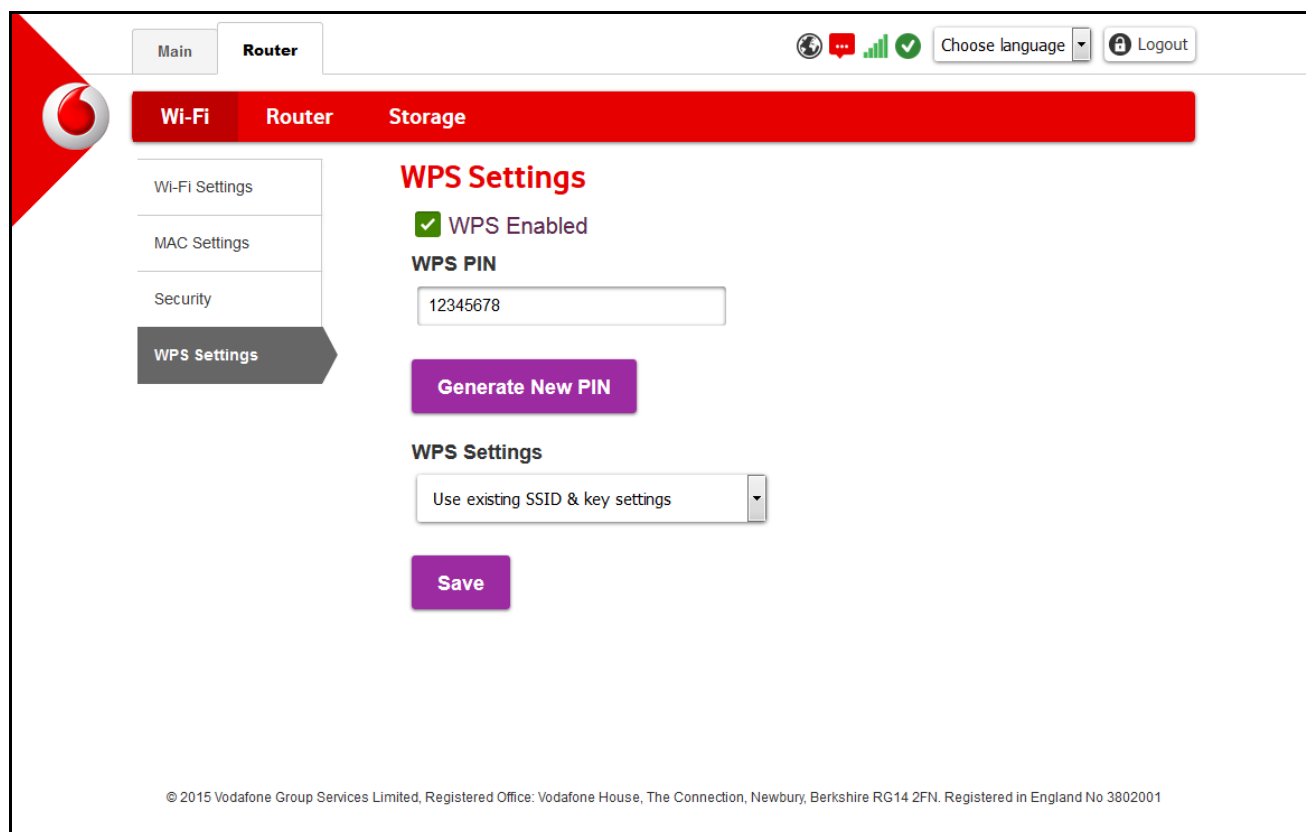 Main
Router
Choose language
Logout
Wi-Fi
Router
Storage
Wi-Fi Settings
MAC Settings
Security
WPS Settings
WPS Settings
WPS Enabled
WPS PIN
12345678
Generate New PIN
WPS Settings
Use existing SSID & key settings
Save
© 2015 Vodafone Group Services Limited, Registered Office: Vodafone House, The Connection, Newbury, Berkshire RG14 2FN. Registered in England No 3802001